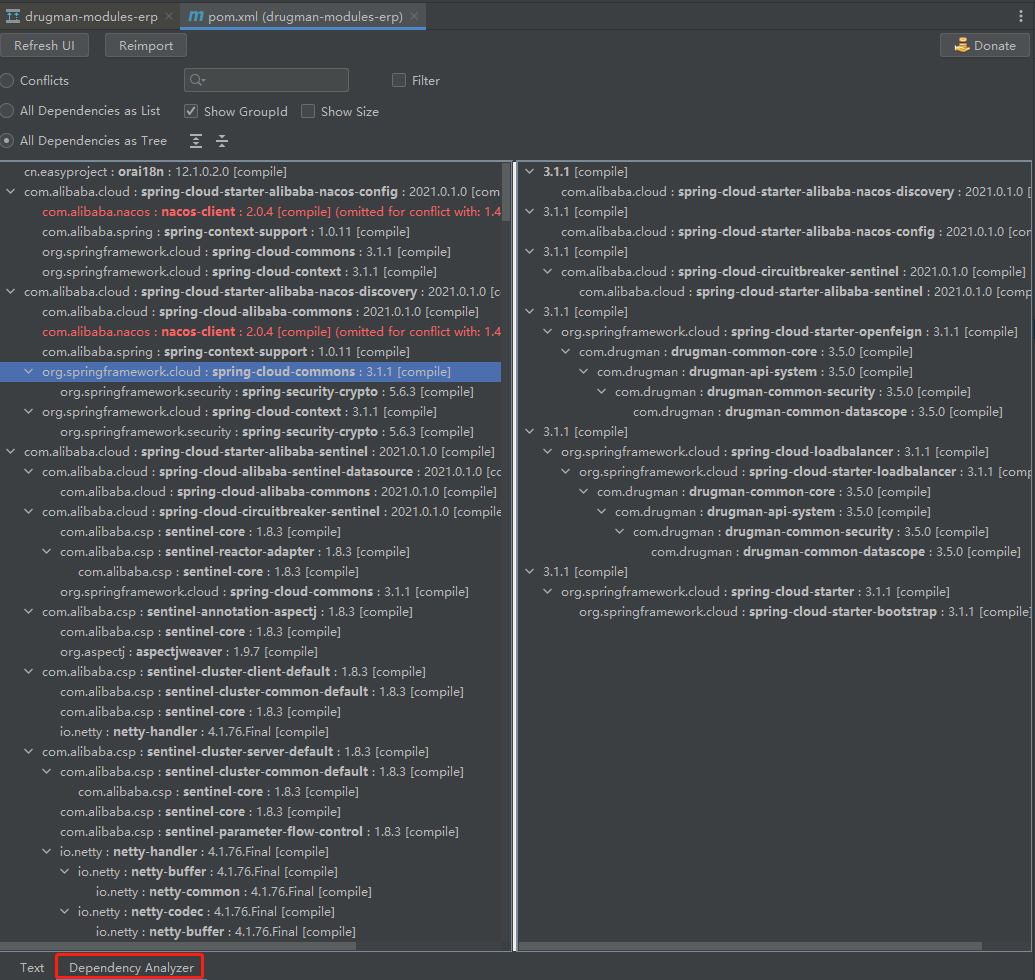 drugman-modules-erp
pom.xml (drugman-modules-erp)
Refresh UI
Reimport
Donate
Conflicts
Filter
All Dependencies as List
Show GroupId
Show Size
All Dependencies as Tree
cn.easyproject : orai18n : 12.1.0.2.0 [compile]
com.alibaba.cloud : spring-cloud-starter-alibaba-nacos-config : 2021.0.1.0 [com
com.alibaba.nacos : nacos-client : 2.0.4 [compile] (omitted for conflict with: 1.4
com.alibaba.spring : spring-context-support : 1.0.11 [compile]
org.springframework.cloud : spring-cloud-commons : 3.1.1 [compile]
org.springframework.cloud : spring-cloud-context : 3.1.1 [compile]
com.alibaba.cloud : spring-cloud-starter-alibaba-nacos-discovery : 2021.0.1.0 [c
com.alibaba.cloud : spring-cloud-alibaba-commons : 2021.0.1.0 [compile]
com.alibaba.nacos : nacos-client : 2.0.4 [compile] (omitted for conflict with: 1.4
com.alibaba.spring : spring-context-support : 1.0.11 [compile]
org.springframework.cloud : spring-cloud-commons : 3.1.1 [compile]
org.springframework.security : spring-security-crypto : 5.6.3 [compile]
org.springframework.cloud : spring-cloud-context : 3.1.1 [compile]
org.springframework.security : spring-security-crypto : 5.6.3 [compile]
com.alibaba.cloud : spring-cloud-starter-alibaba-sentinel : 2021.0.1.0 [compile]
com.alibaba.cloud : spring-cloud-alibaba-sentinel-datasource : 2021.0.1.0 [cc
com.alibaba.cloud : spring-cloud-alibaba-commons : 2021.0.1.0 [compile]
com.alibaba.cloud : spring-cloud-circuitbreaker-sentinel : 2021.0.1.0 [compile
com.alibaba.csp : sentinel-core : 1.8.3 [compile]
com.alibaba.csp : sentinel-reactor-adapter : 1.8.3 [compile]
com.alibaba.csp : sentinel-core : 1.8.3 [compile]
org.springframework.cloud : spring-cloud-commons : 3.1.1 [compile]
com.alibaba.csp : sentinel-annotation-aspectj : 1.8.3 [compile]
com.alibaba.csp : sentinel-core : 1.8.3 [compile]
org.aspectj : aspectjweaver : 1.9.7 [compile]
com.alibaba.csp : sentinel-cluster-client-default : 1.8.3 [compile]
com.alibaba.csp : sentinel-cluster-common-default : 1.8.3 [compile]
com.alibaba.csp : sentinel-core : 1.8.3 [compile]
io.netty : netty-handler : 4.1.76.Final [compile]
com.alibaba.csp : sentinel-cluster-server-default : 1.8.3 [compile]
com.alibaba.csp : sentinel-cluster-common-default : 1.8.3 [compile]
com.alibaba.csp : sentinel-core : 1.8.3 [compile]
com.alibaba.csp : sentinel-core : 1.8.3 [compile]
com.alibaba.csp : sentinel-parameter-flow-control : 1.8.3 [compile]
io.netty : netty-handler : 4.1.76.Final [compile]
io.netty : netty-buffer : 4.1.76.Final [compile]
io.netty : netty-common : 4.1.76.Final [compile]
io.netty : netty-codec : 4.1.76.Final [compile]
io.netty : netty-buffer : 4.1.76.Final [compile]
3.1.1 [compile]
com.alibaba.cloud : spring-cloud-starter-alibaba-nacos-discovery : 2021.0.1.0 [
3.1.1 [compile]
com.alibaba.cloud : spring-cloud-starter-alibaba-nacos-config : 2021.0.1.0 [com
3.1.1 [compile]
com.alibaba.cloud : spring-cloud-circuitbreaker-sentinel : 2021.0.1.0 [compile]
com.alibaba.cloud : spring-cloud-starter-alibaba-sentinel : 2021.0.1.0 [comp
3.1.1 [compile]
org.springframework.cloud : spring-cloud-starter-openfeign : 3.1.1 [compile]
com.drugman : drugman-common-core : 3.5.0 [compile]
com.drugman : drugman-api-system : 3.5.0 [compile]
com.drugman : drugman-common-security : 3.5.0 [compile]
com.drugman : drugman-common-datascope : 3.5.0 [compile]
3.1.1 [compile]
org.springframework.cloud : spring-cloud-loadbalancer : 3.1.1 [compile]
org.springframework.cloud : spring-cloud-starter-loadbalancer : 3.1.1 [comp
com.drugman : drugman-common-core : 3.5.0 [compile]
com.drugman : drugman-api-system : 3.5.0 [compile]
com.drugman : drugman-common-security : 3.5.0 [compile]
com.drugman : drugman-common-datascope : 3.5.0 [compile]
3.1.1 [compile]
org.springframework.cloud : spring-cloud-starter : 3.1.1 [compile]
org.springframework.cloud : spring-cloud-starter-bootstrap : 3.1.1 [compile]
Text
Dependency Analyzer